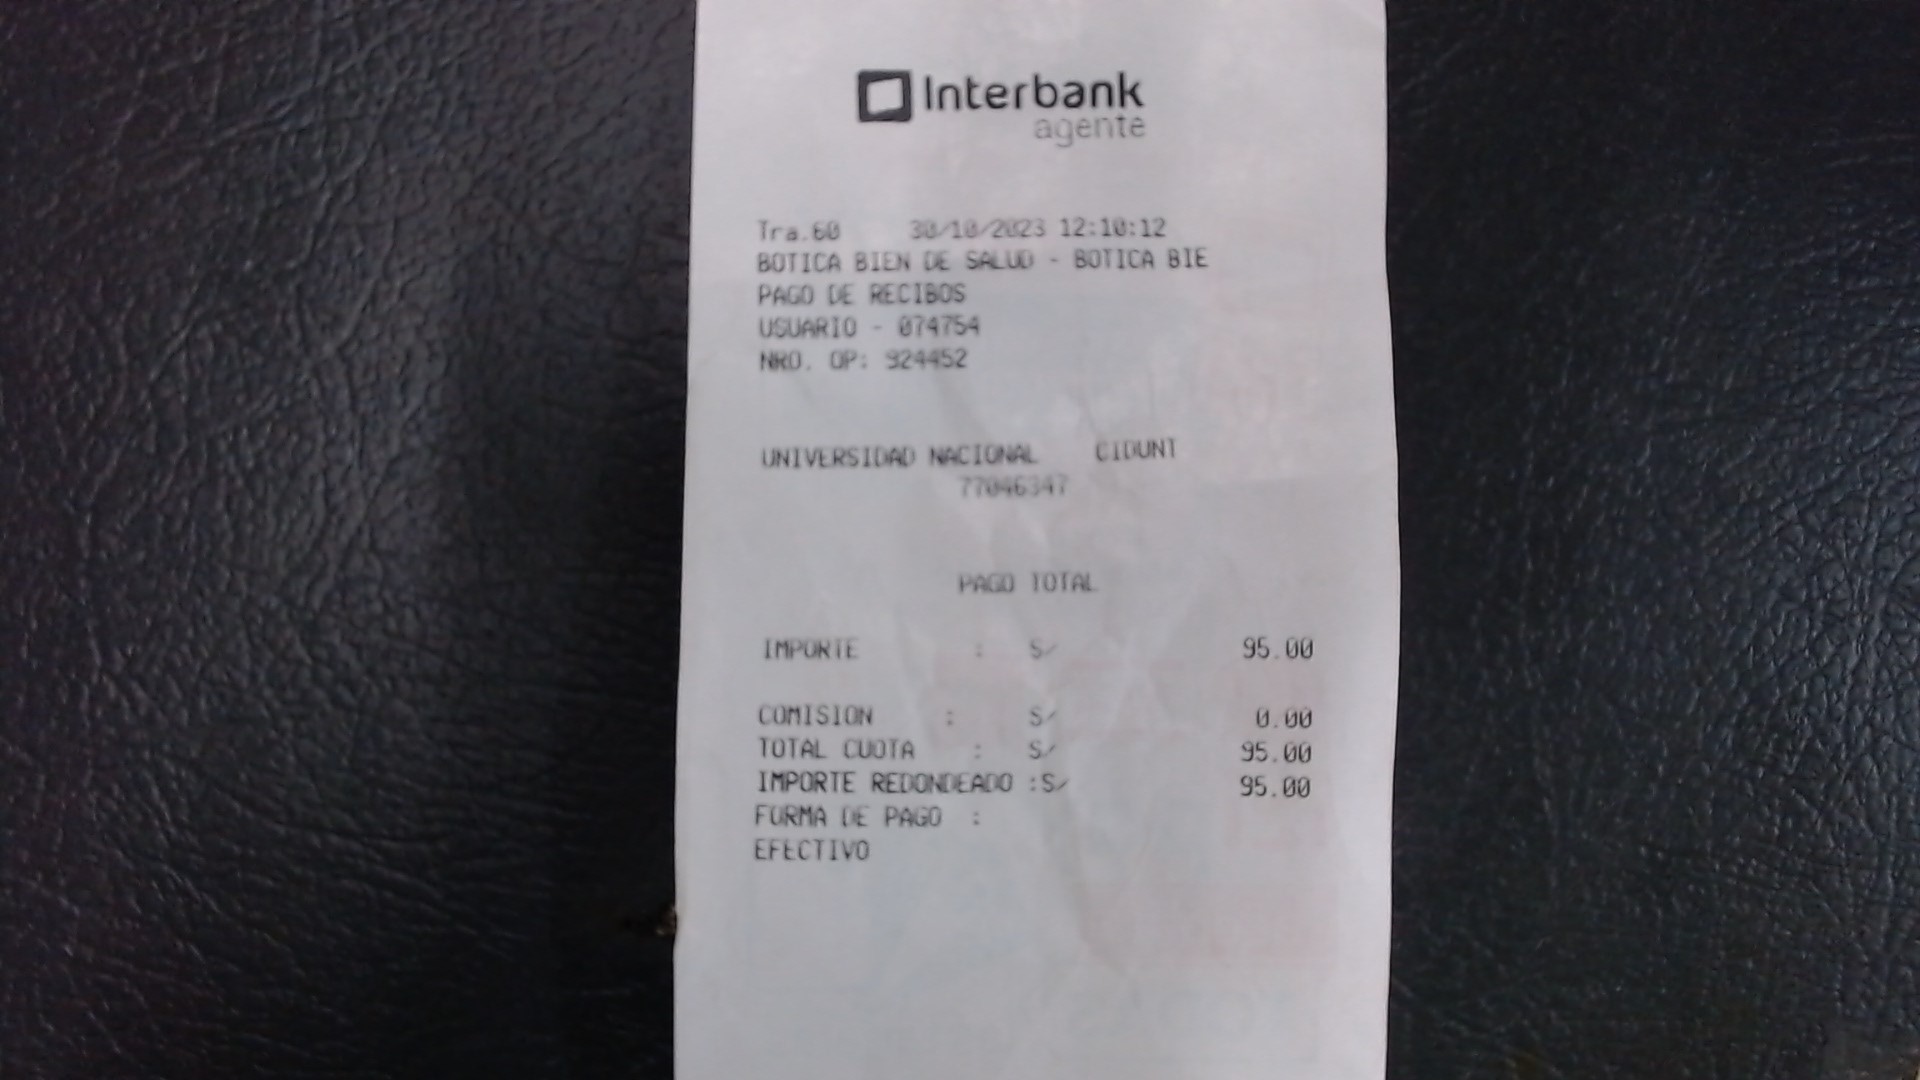 Interbank
agente
Tra.60 30/10/2023 12:10:12
BOTICA BIEN DE SALUD - BOTICA BIE
PAGO DE RECIBOS
USUARIO - 074754
NRO. OP: 924452
UNIVERSIDAD NACIONAL CIDUNT
77046347
PAGO TOTAL
IMPORTE : S/ 95.00
COMISION : S/ 0.00
TOTAL CUOTA : S/ 95.00
IMPORTE REDONDEADO :S/ 95.00
FORMA DE PAGO :
EFECTIVO